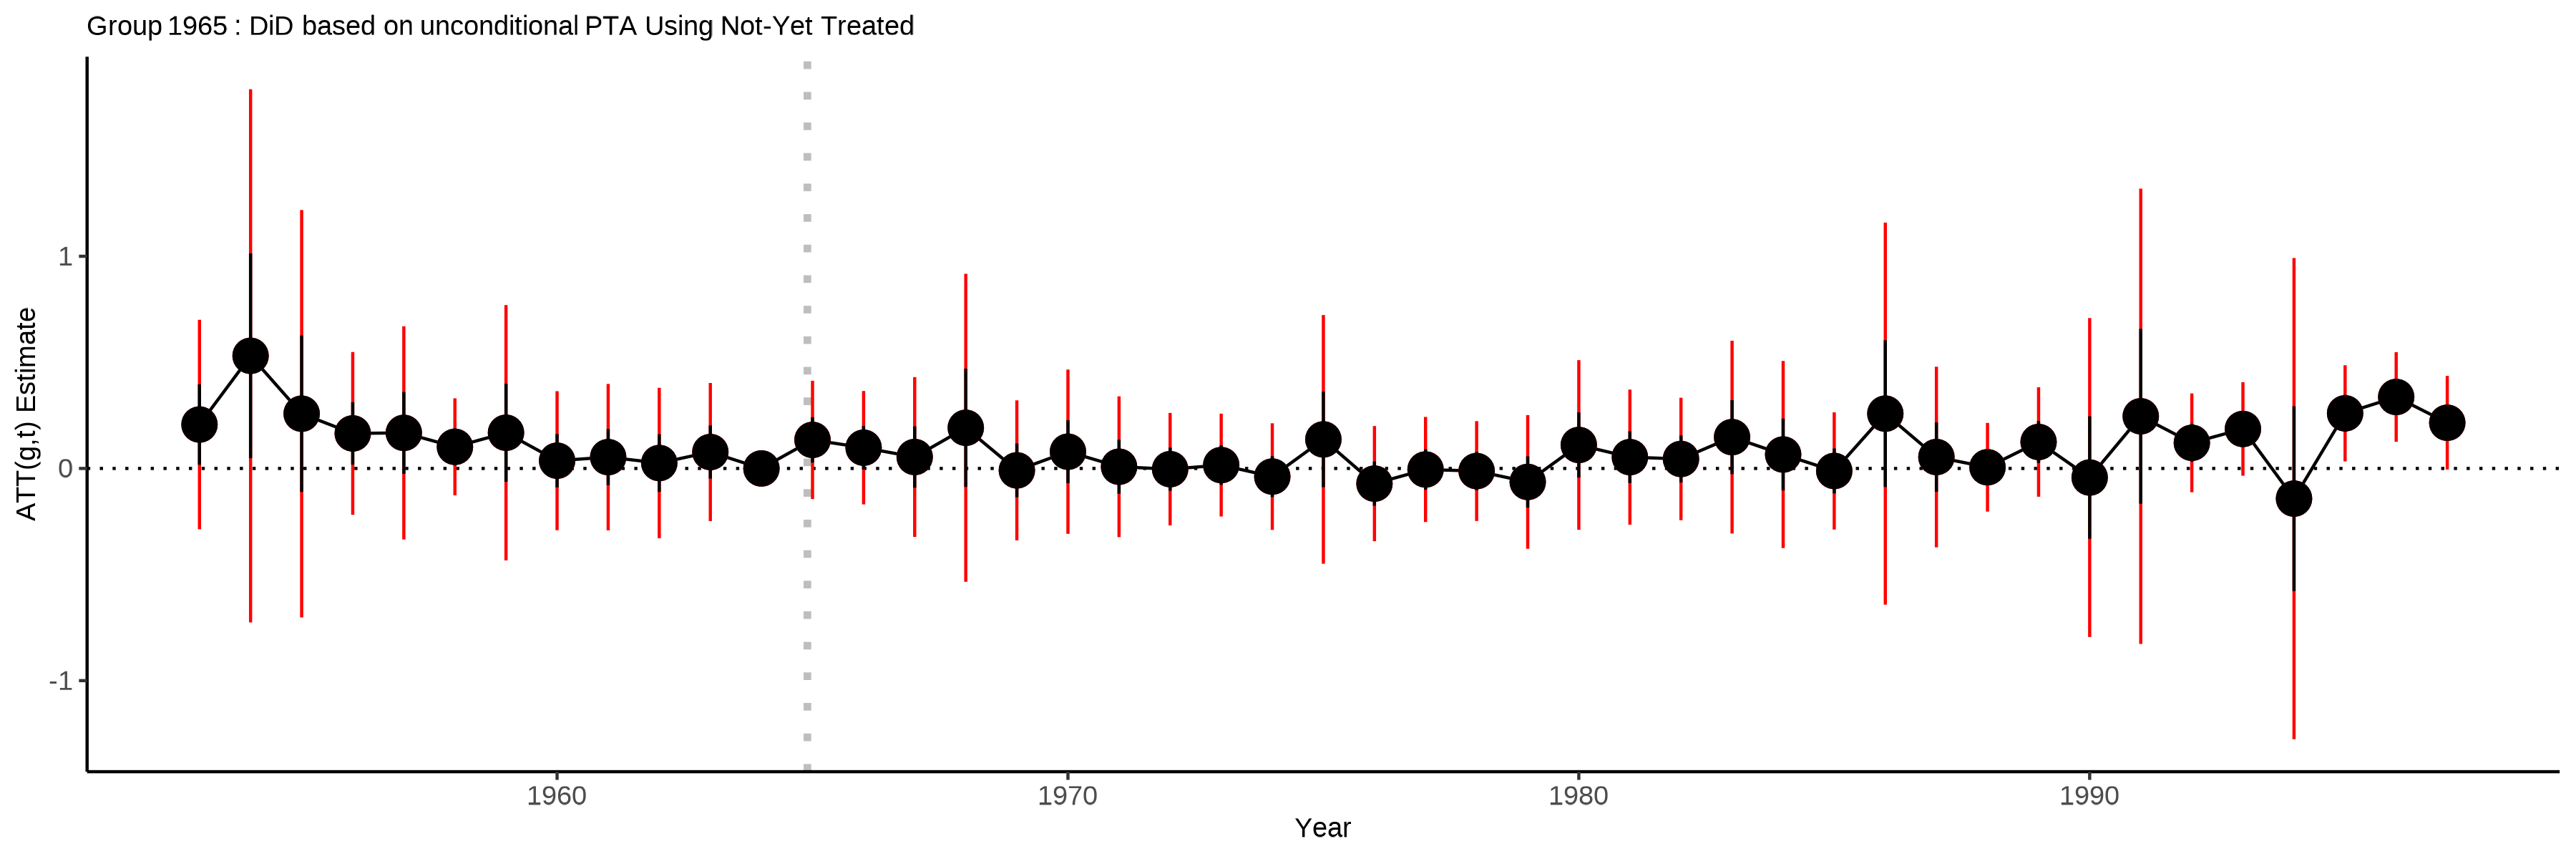 Group 1965 : DiD based on unconditional PTA Using Not-Yet Treated
ATT(g,t) Estimate
1
0
-1
1960
1970
1980
1990
Year